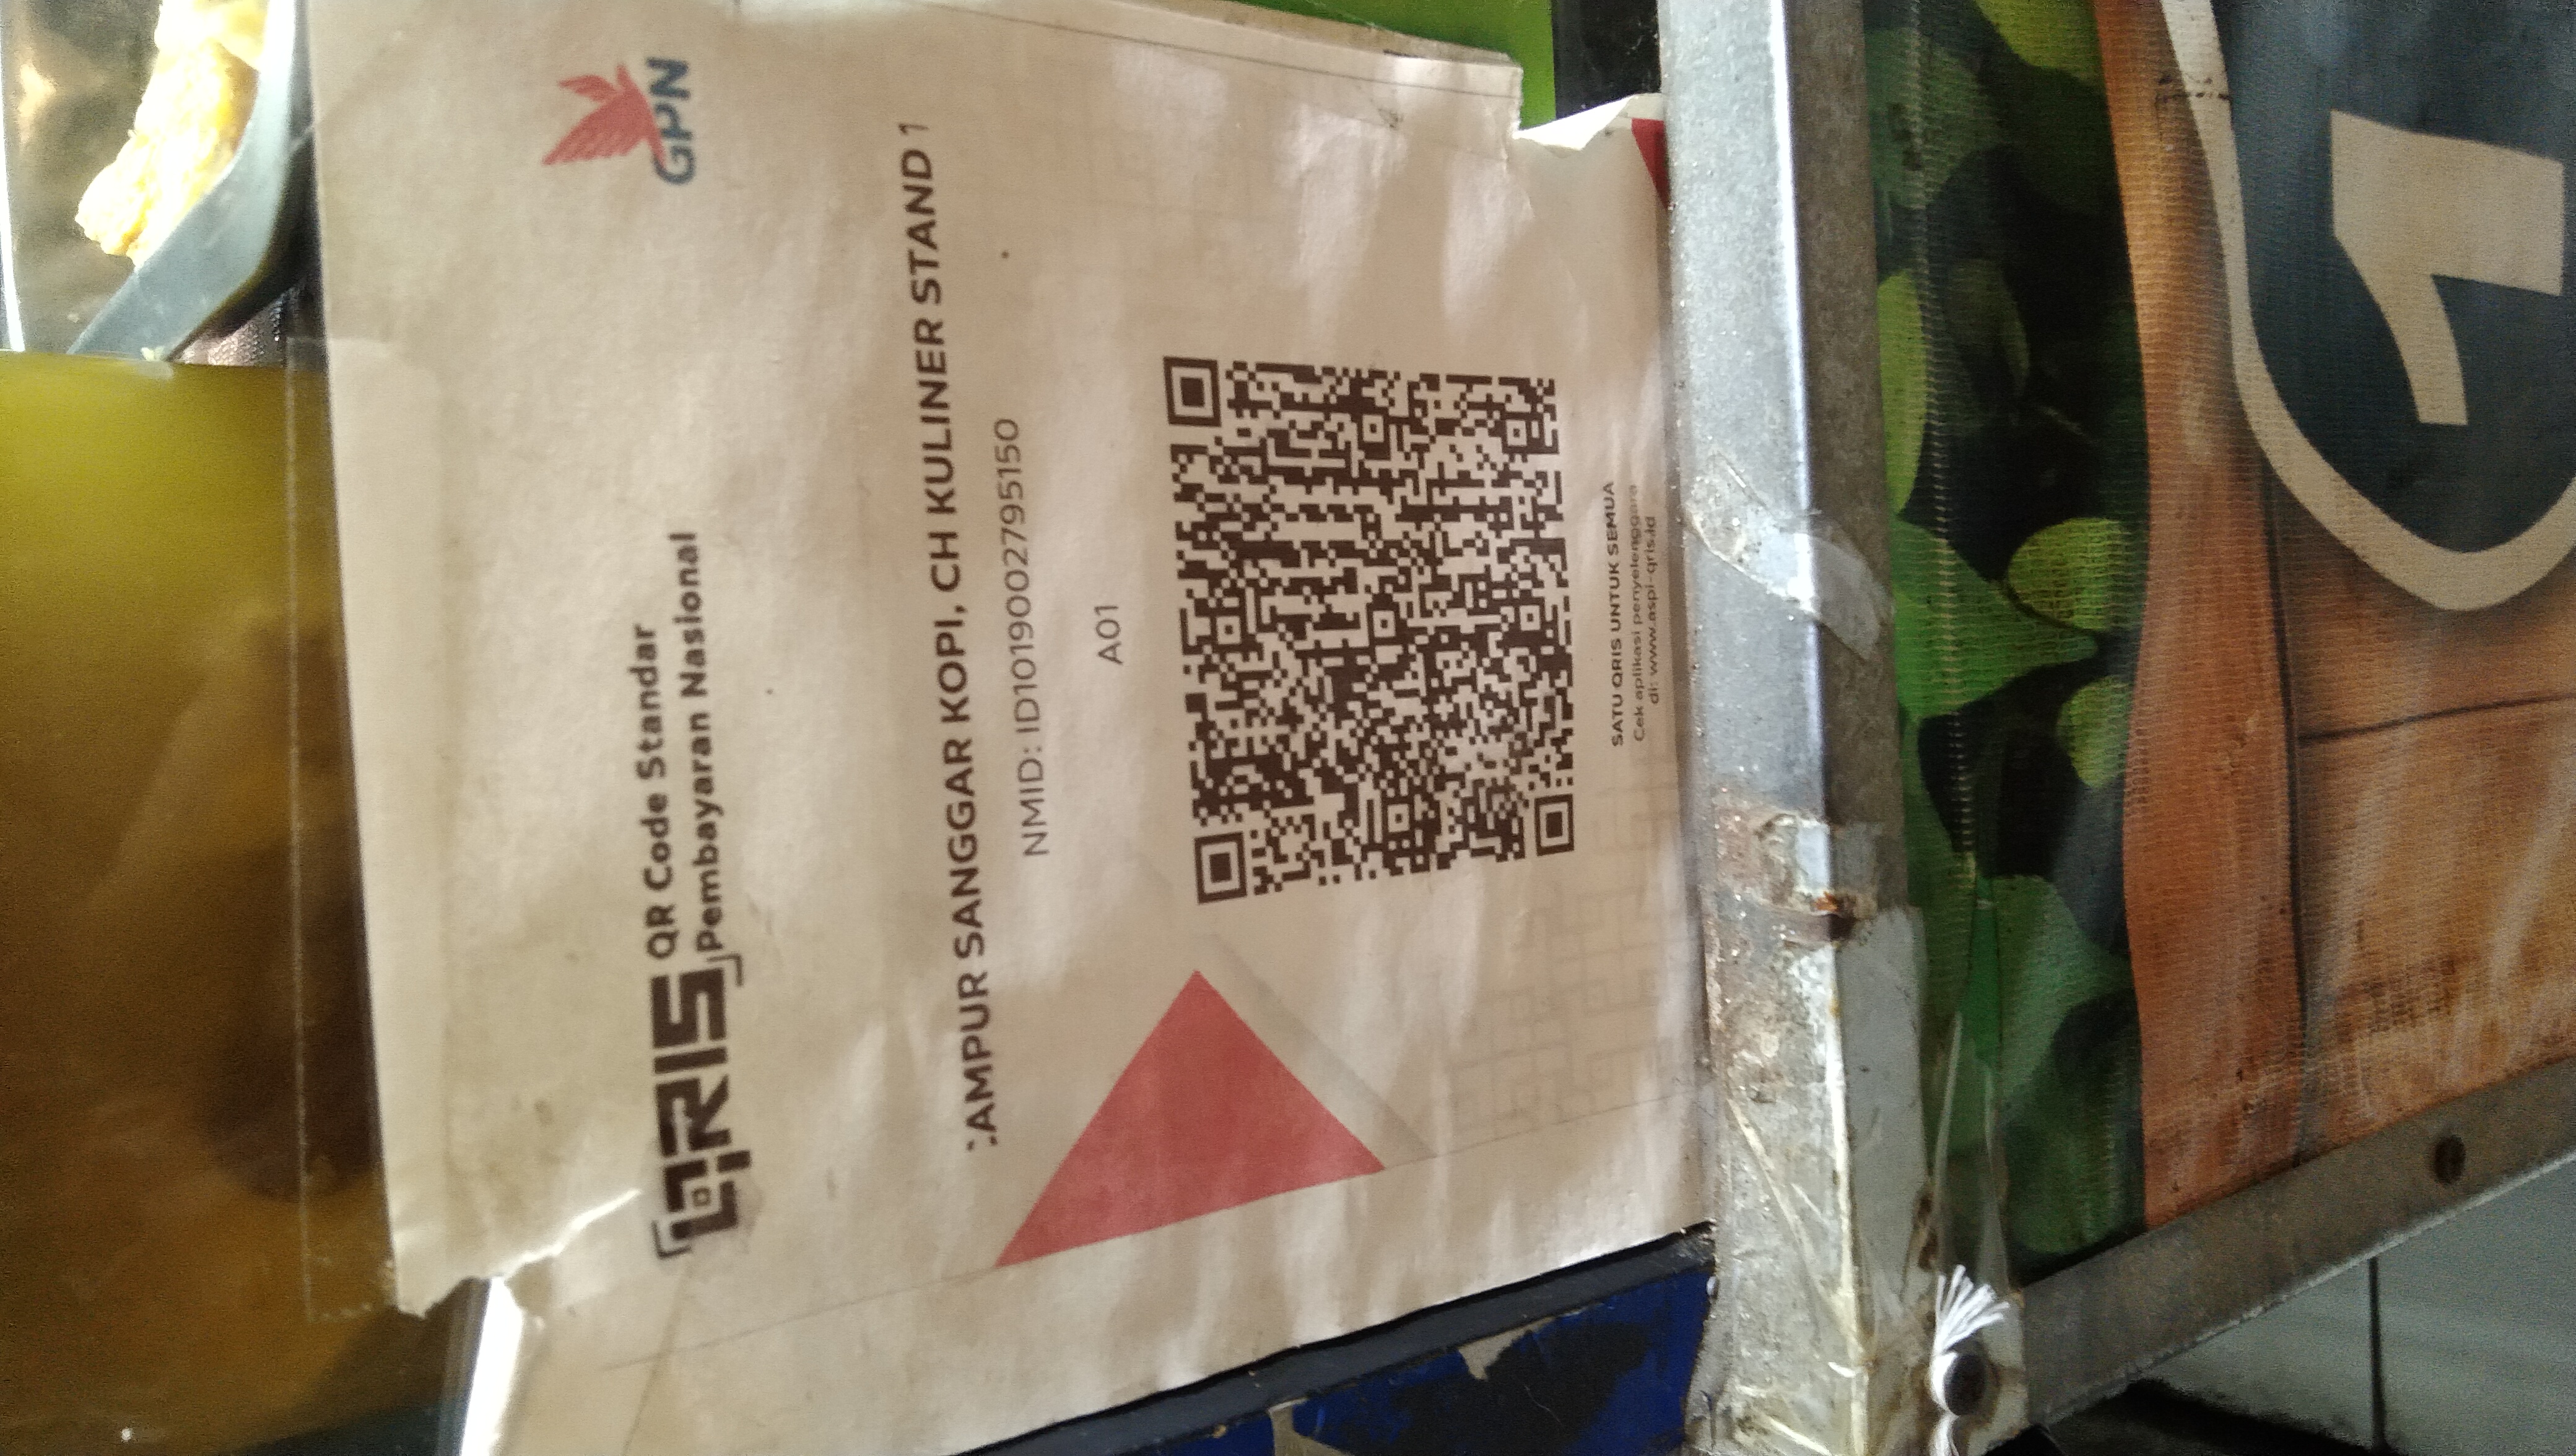 QRIS QR Code Standar
Pembayaran Nasional
GPN
SANGGAR KOPI, CH KULINER STAND 1
NMID: ID1019002795150
A01
SATU QRIS UNTUK SEMUA
Cek aplikasi penyelenggara
di: www.aspi-qris.id
1